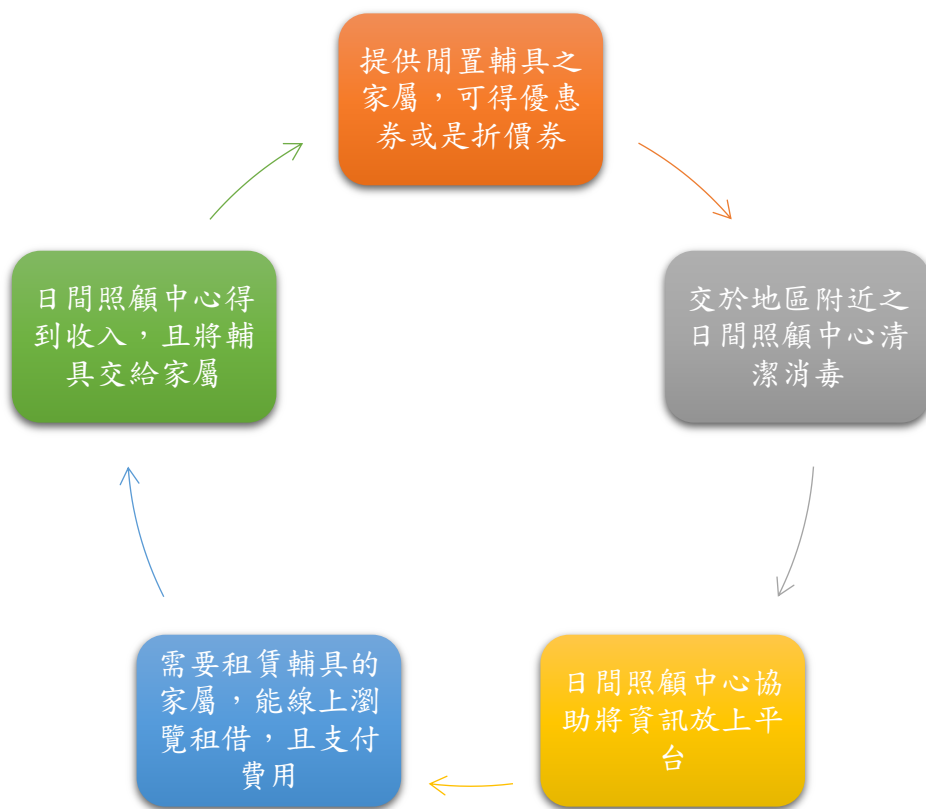 提供閒置輔具之
家屬，可得優惠
券或是折價券
交於地區附近之
日間照顧中心清
潔消毒
日間照顧中心協
助將資訊放上平
台
需要租賃輔具的
家屬，能線上瀏
覽租借，且支付
費用
日間照顧中心得
到收入，且將輔
具交給家屬